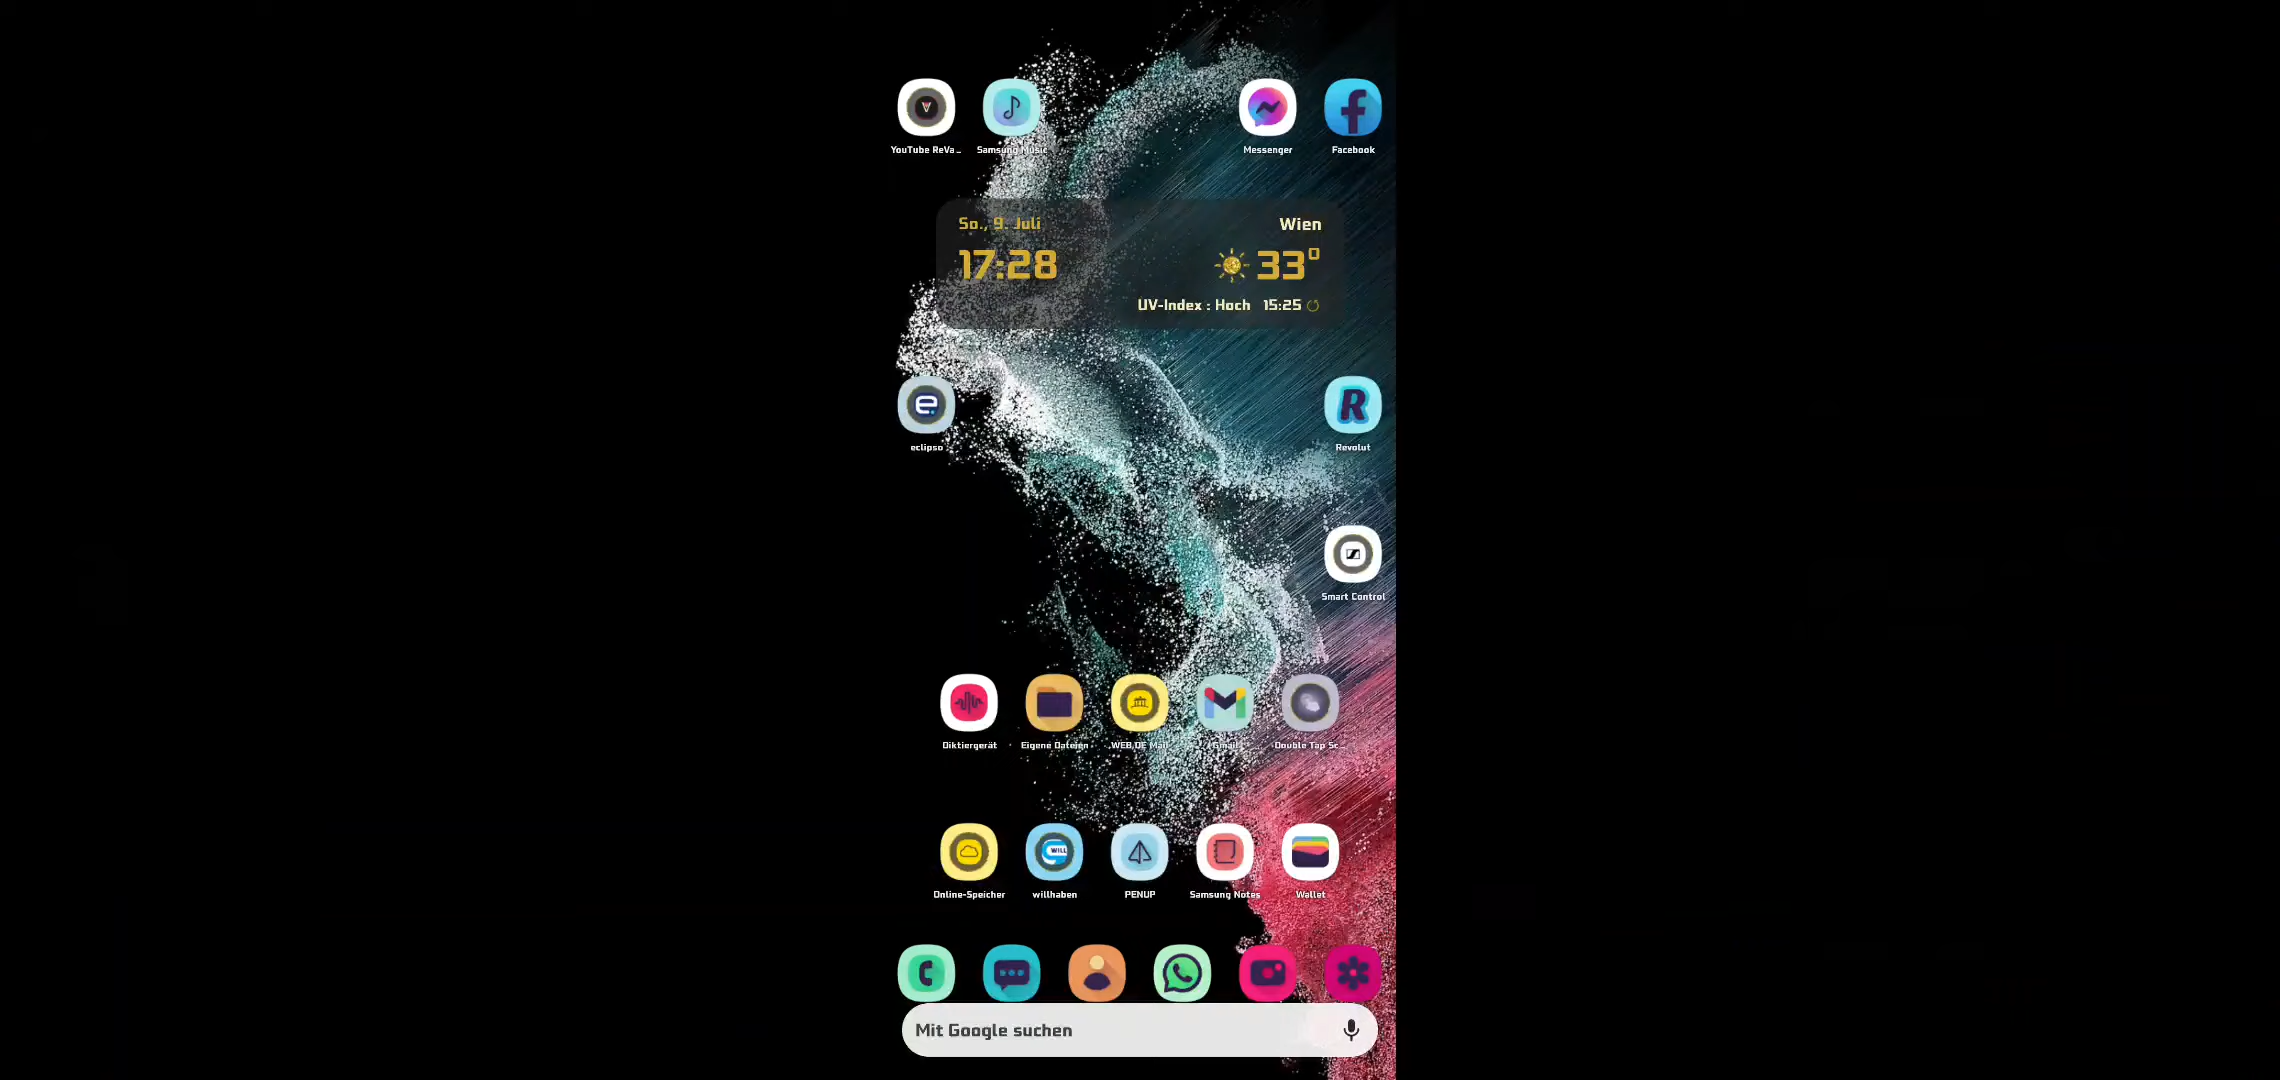 YouTube ReVa...
Samsung Music
Messenger
Facebook
So., 9. Juli
Wien
17:28
33°
UV-Index : Hoch 15:25
eclipso
Revolut
Smart Control
Diktiergerät
Eigene Dateien
WEB.DE Mail
Gmail
Double Tap Sc...
WILL
Online-Speicher
willhaben
PENUP
Samsung Notes
Wallet
Mit Google suchen